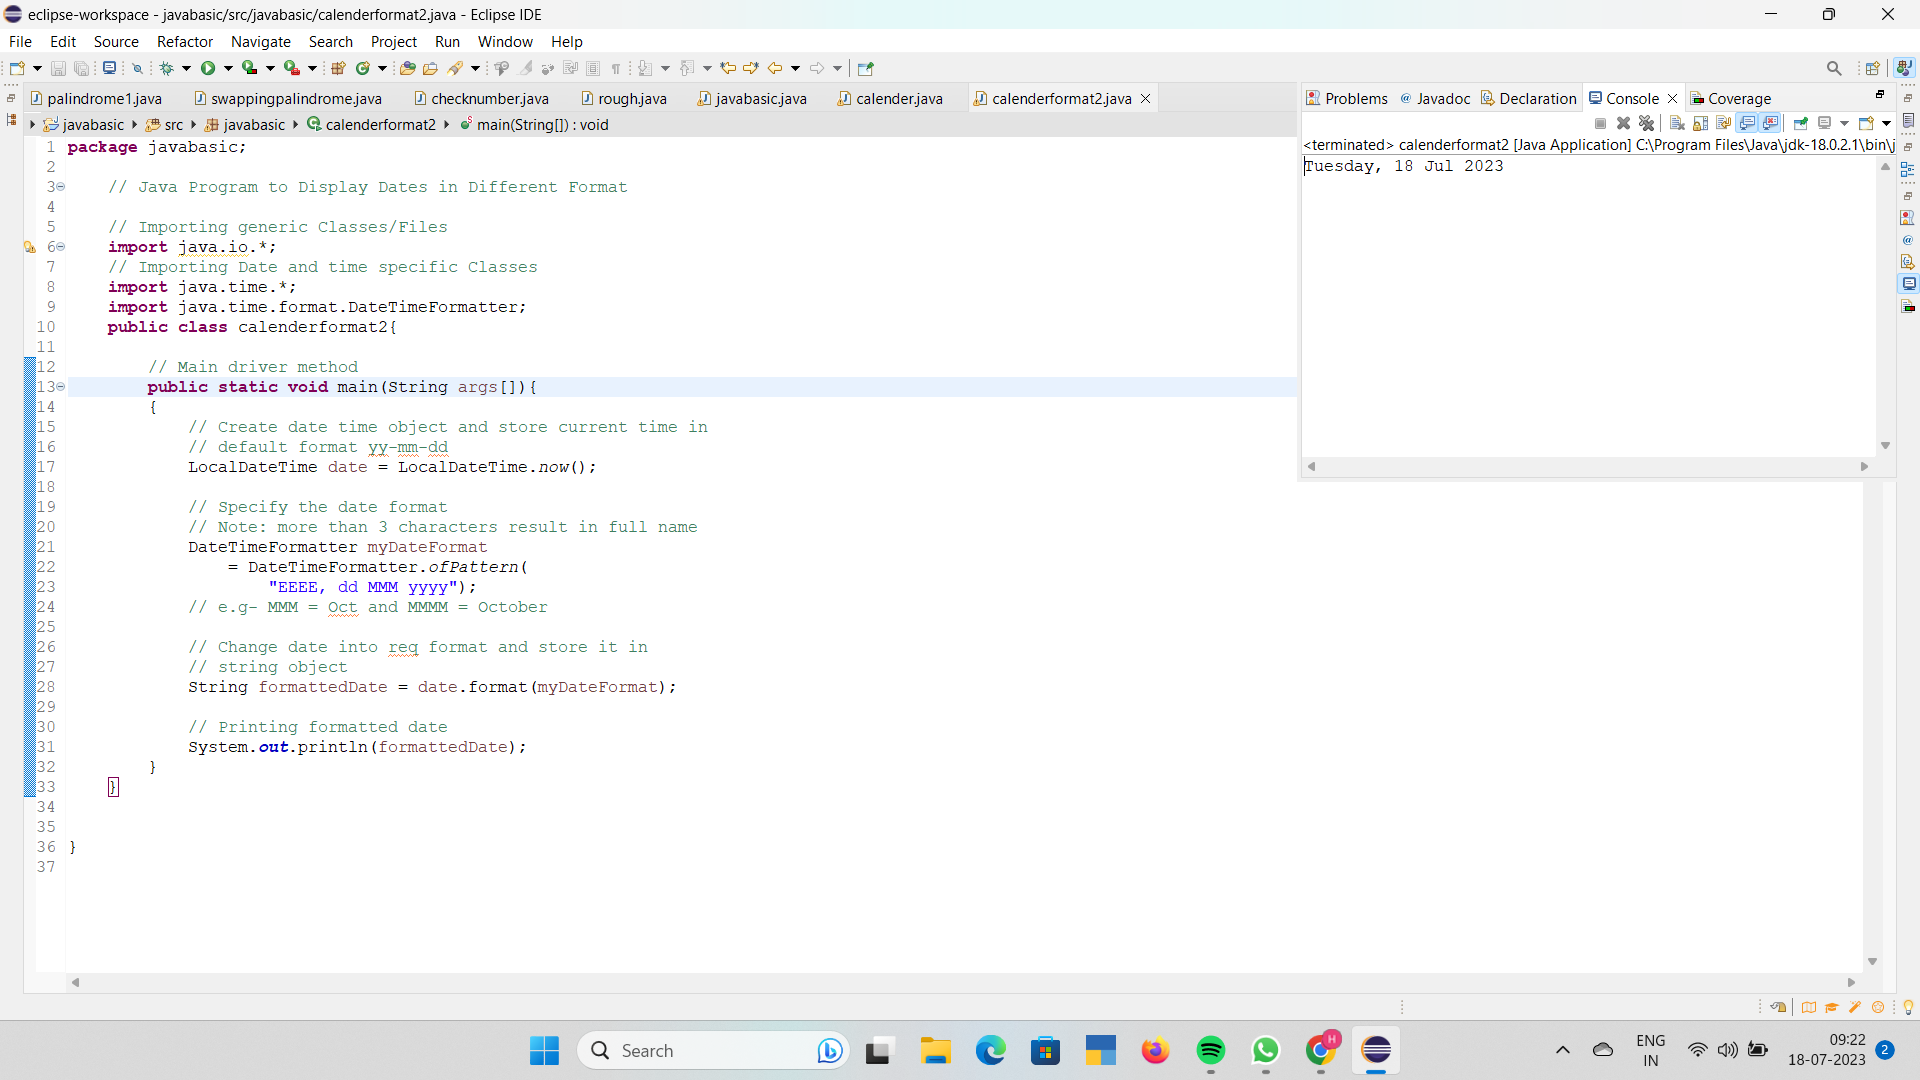 eclipse-workspace - javabasic/src/javabasic/calenderformat2.java - Eclipse IDE
File Edit Source Refactor Navigate Search Project Run Window Help
palindrome1.java swappingpalindrome.java checknumber.java rough.java javabasic.java calender.java calenderformat2.java
javabasic src javabasic calenderformat2 main(String[]) : void
1 package javabasic;
2
3 // Java Program to Display Dates in Different Format
4
5 // Importing generic Classes/Files
6 import java.io.*;
7 // Importing Date and time specific Classes
8 import java.time.*;
9 import java.time.format.DateTimeFormatter;
10 public class calenderformat2{
11
12 // Main driver method
13 public static void main(String args[]){
14 {
15 // Create date time object and store current time in
16 // default format yy-mm-dd
17 LocalDateTime date = LocalDateTime.now();
18
19 // Specify the date format
20 // Note: more than 3 characters result in full name
21 DateTimeFormatter myDateFormat
22 = DateTimeFormatter.ofPattern(
23 "EEEE, dd MMM yyyy");
24 // e.g- MMM = Oct and MMMM = October
25
26 // Change date into req format and store it in
27 // string object
28 String formattedDate = date.format(myDateFormat);
29
30 // Printing formatted date
31 System.out.println(formattedDate);
32 }
33 }
34
35
36 }
37
Problems @ Javadoc Declaration Console Coverage
<terminated> calenderformat2 [Java Application] C:\Program Files\Java\jdk-18.0.2.1\bin\j
Tuesday, 18 Jul 2023
Search
H
ENG
IN
09:22
18-07-2023
2